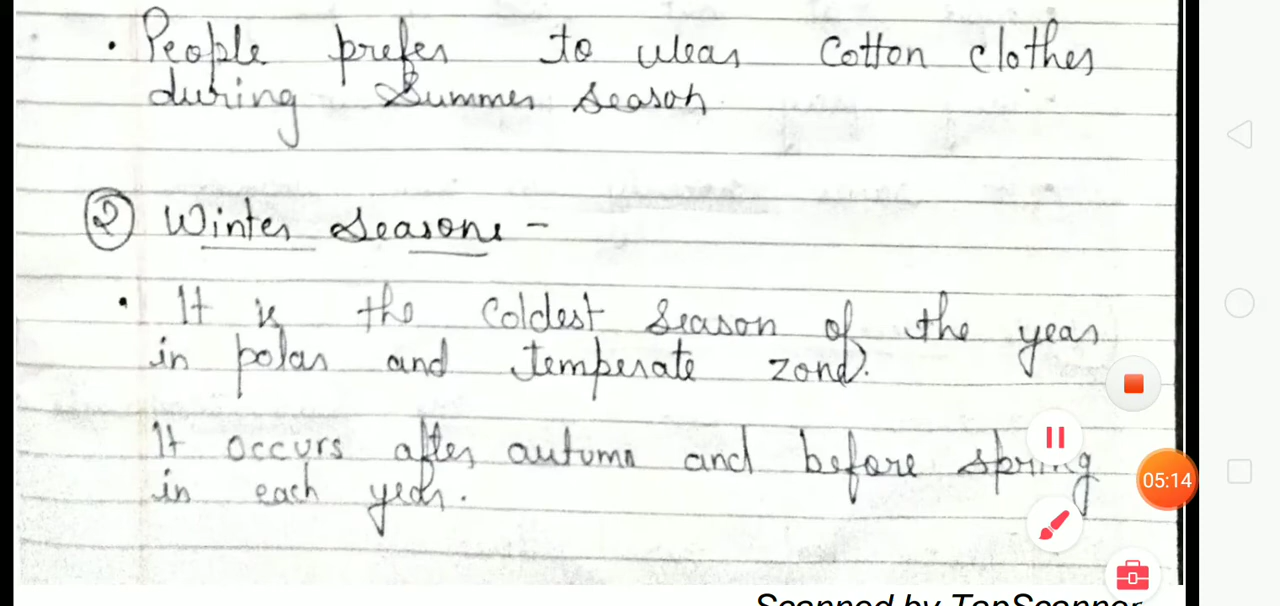 • People prefer to wear cotton clothes
during Summer Season
② Winter Seasons -
• It is the coldest season of the year
in polar and temperate zone.
It occurs after autumn and before spring
in each year.
05:14
Scanned by TapScanner